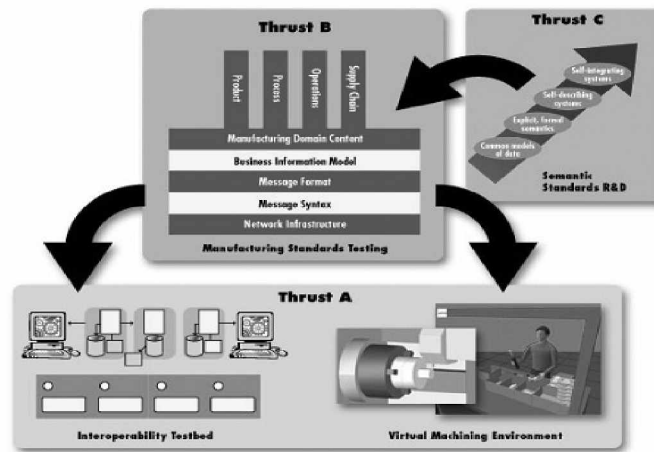 Thrust B
Product
Process
Operations
Supply Chain
Manufacturing Domain Content
Business Information Model
Message Format
Message Syntax
Network Infrastructure
Manufacturing Standards Testing
Thrust C
Self-integrating
systems
Self-describing
systems
Explicit, formal
semantics
Common models
of data
Semantic
Standards R&D
Thrust A
Interoperability Testbed
Virtual Machining Environment